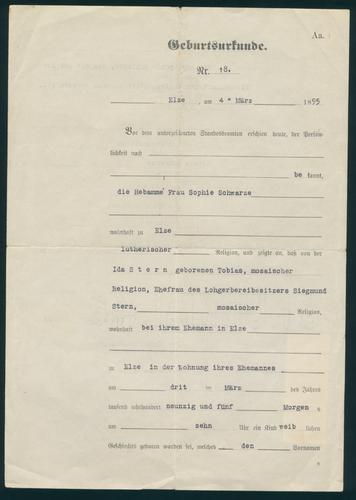 Aa.
Geburtsurkunde.
Nr. 18.
Elze, am 4 ten März 1895
Vor dem unterzeichneten Standesbeamten erschien heute, der Persön-
lichkeit nach
be kannt,
die Hebamme Frau Sophie Schwarze
wohnhaft zu Elze
lutherischer Religion, und zeigte an, daß von der
Ida Stern geborenen Tobias, mosaischer
Religion, Ehefrau des Lohgerbereibesitzers Siegmund
Stern, mosaischer Religion,
wohnhaft bei ihrem Ehemann in Elze
zu Elze in der Wohnung ihres Ehemannes
am drit ten März des Jahres
tausend achthundert neunzig und fünf Morgen s
um zehn Uhr ein Kind weib lichen
Geschlechts geboren worden sei, welches den Vornamen